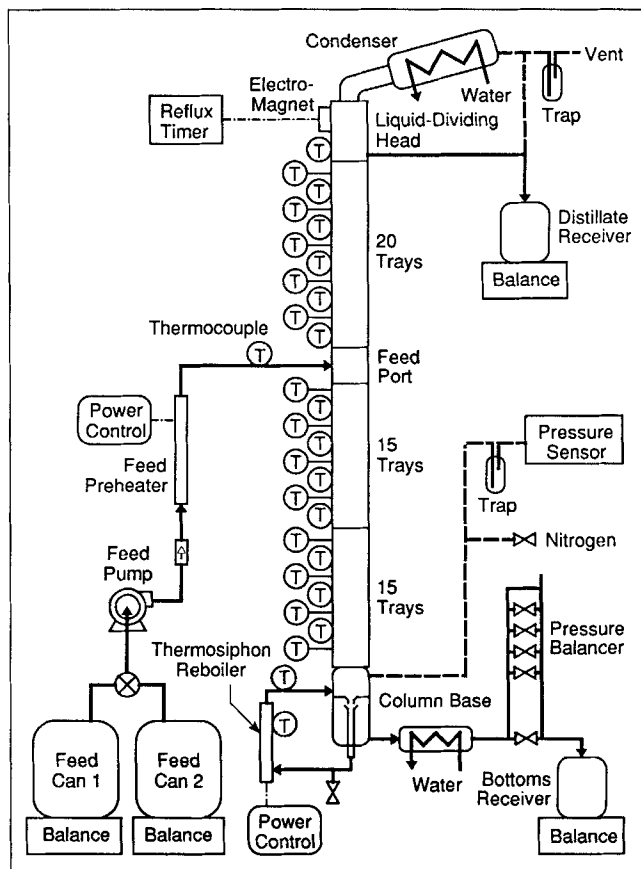 Condenser
Vent
Electro-
Magnet
Water
Trap
Reflux
Timer
Liquid-Dividing
Head
T
T
T
T
T
T
T
T
T
T
T
Distillate
Receiver
Balance
20
Trays
Thermocouple
T
Feed
Port
Power
Control
Feed
Preheater
T
T
T
T
T
T
T
T
15
Trays
Pressure
Sensor
Trap
Nitrogen
Feed
Pump
T
T
T
T
T
T
T
15
Trays
Pressure
Balancer
Thermosiphon
Reboiler
T
T
Column Base
Feed
Can 1
Feed
Can 2
Water
Bottoms
Receiver
Balance
Balance
Power
Control
Balance